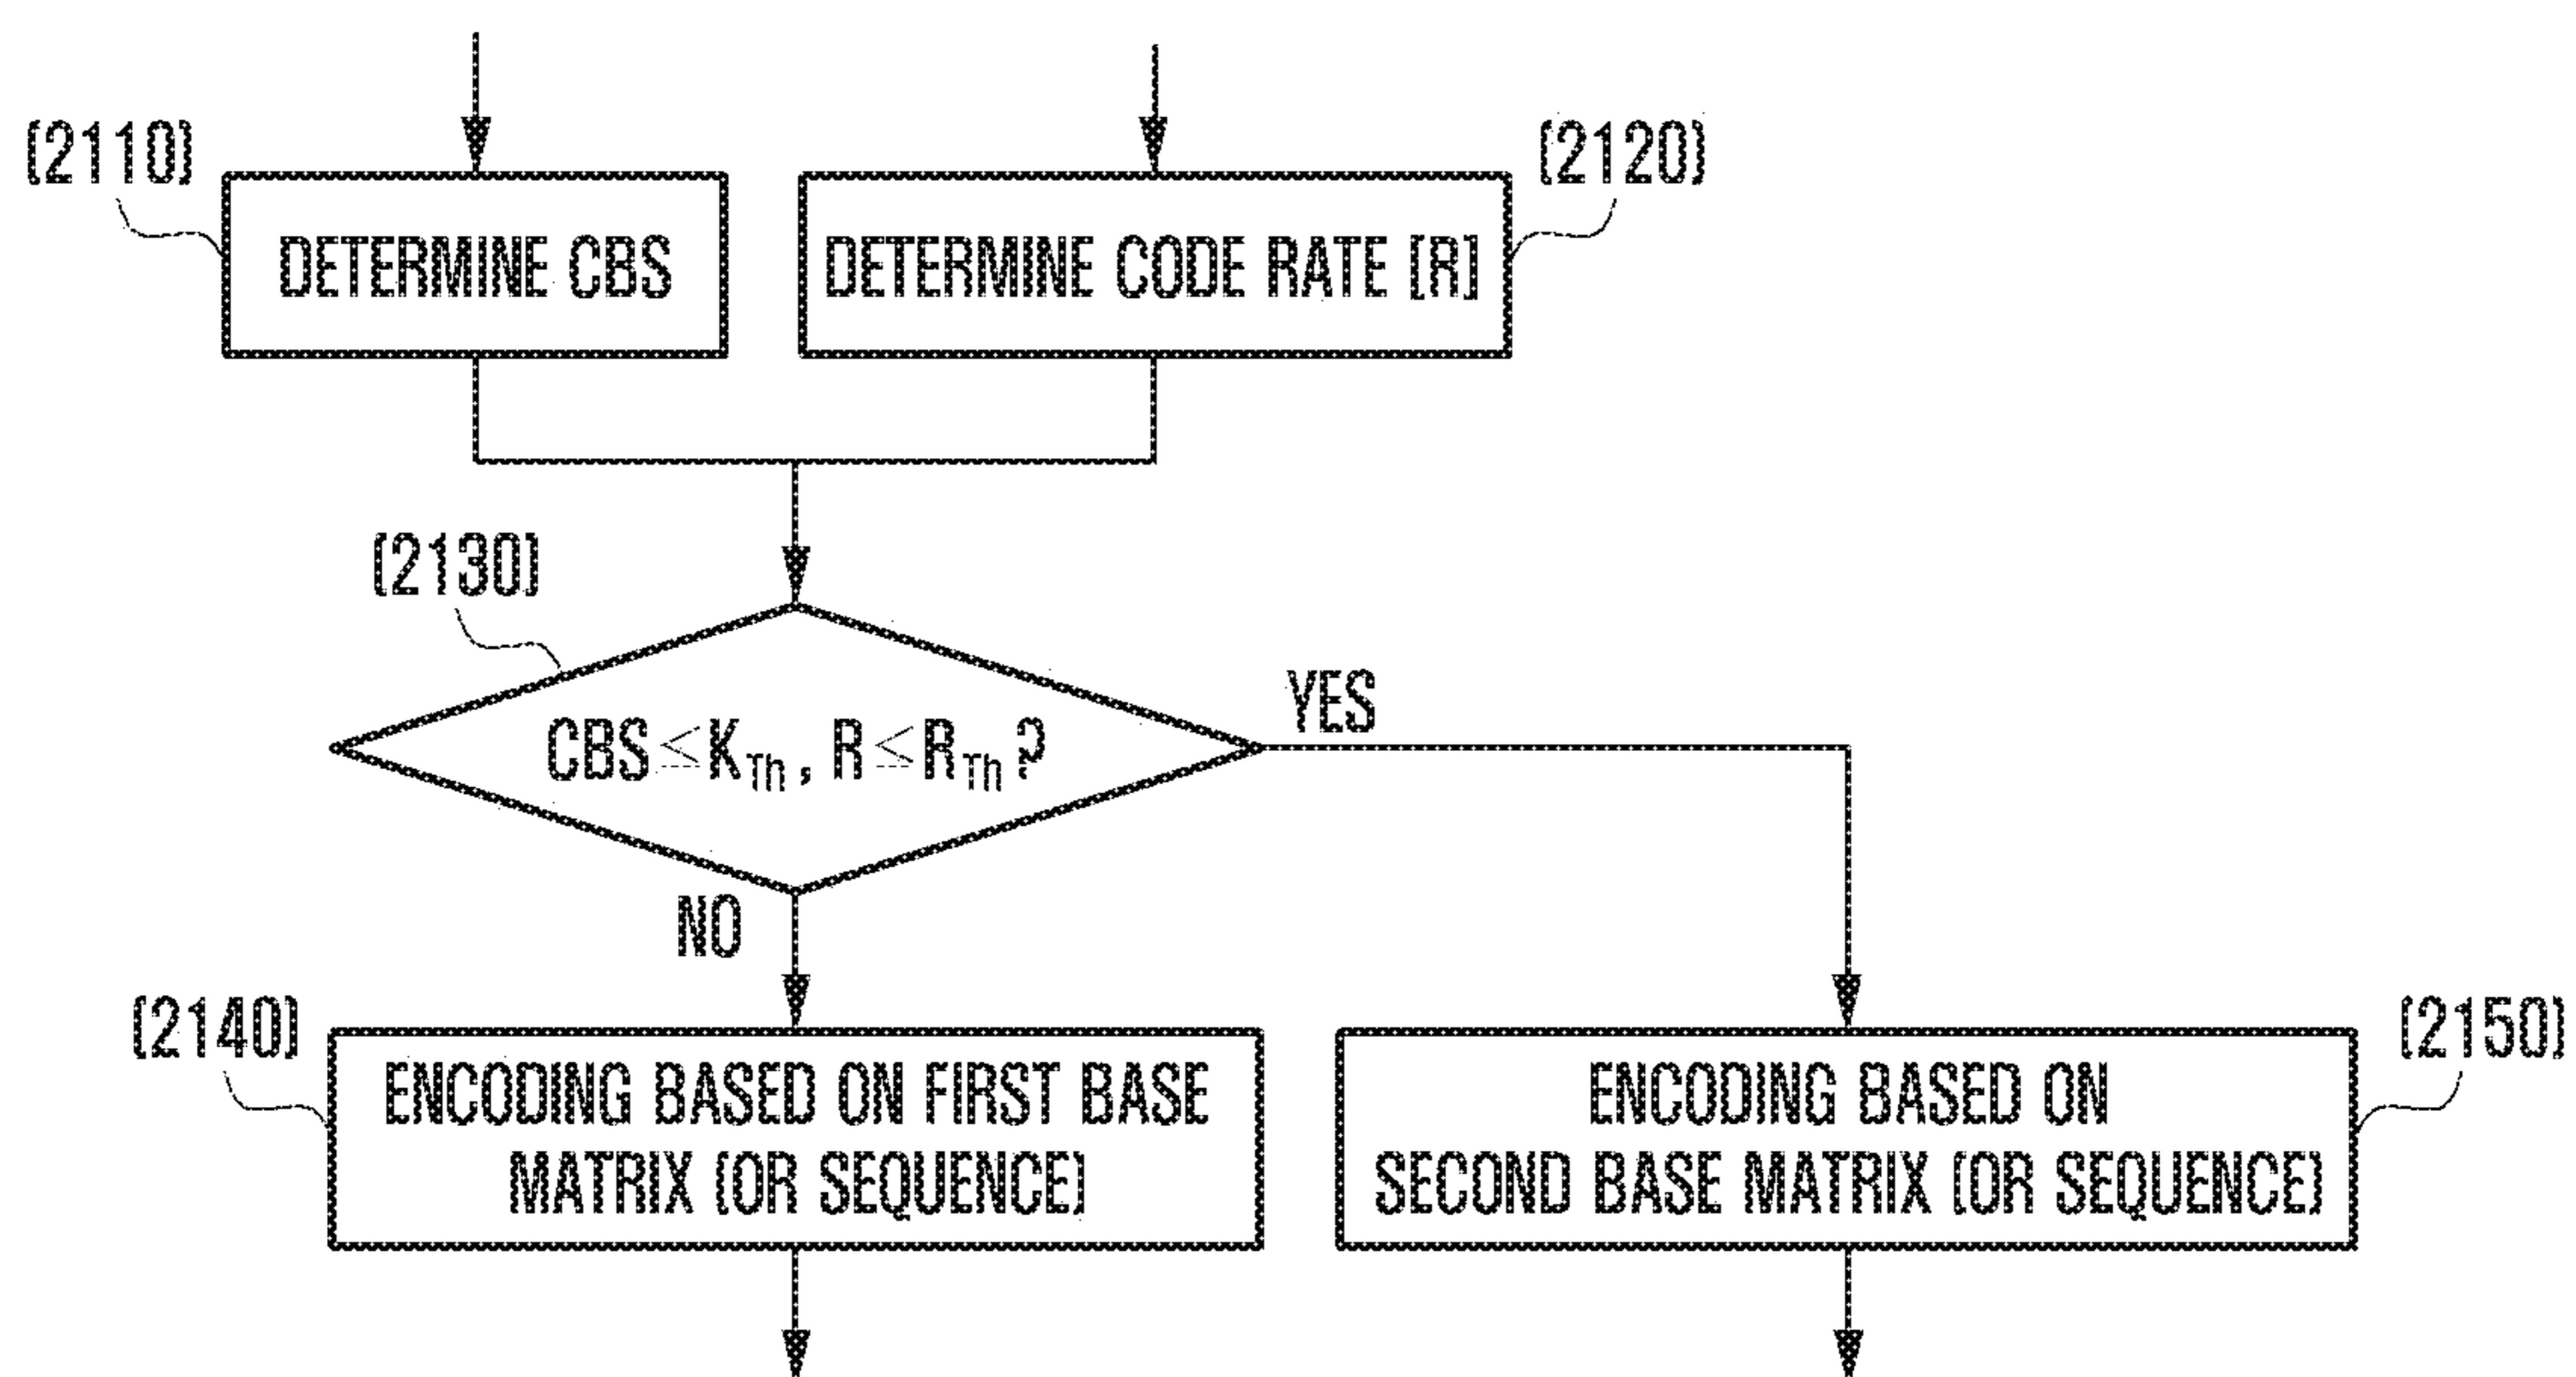 (2110)
(2120)
DETERMINE CBS
DETERMINE CODE RATE [R]
(2130)
CBS ≤ K_Th, R ≤ R_Th ?
YES
NO
(2140)
(2150)
ENCODING BASED ON FIRST BASE
MATRIX (OR SEQUENCE)
ENCODING BASED ON
SECOND BASE MATRIX (OR SEQUENCE)